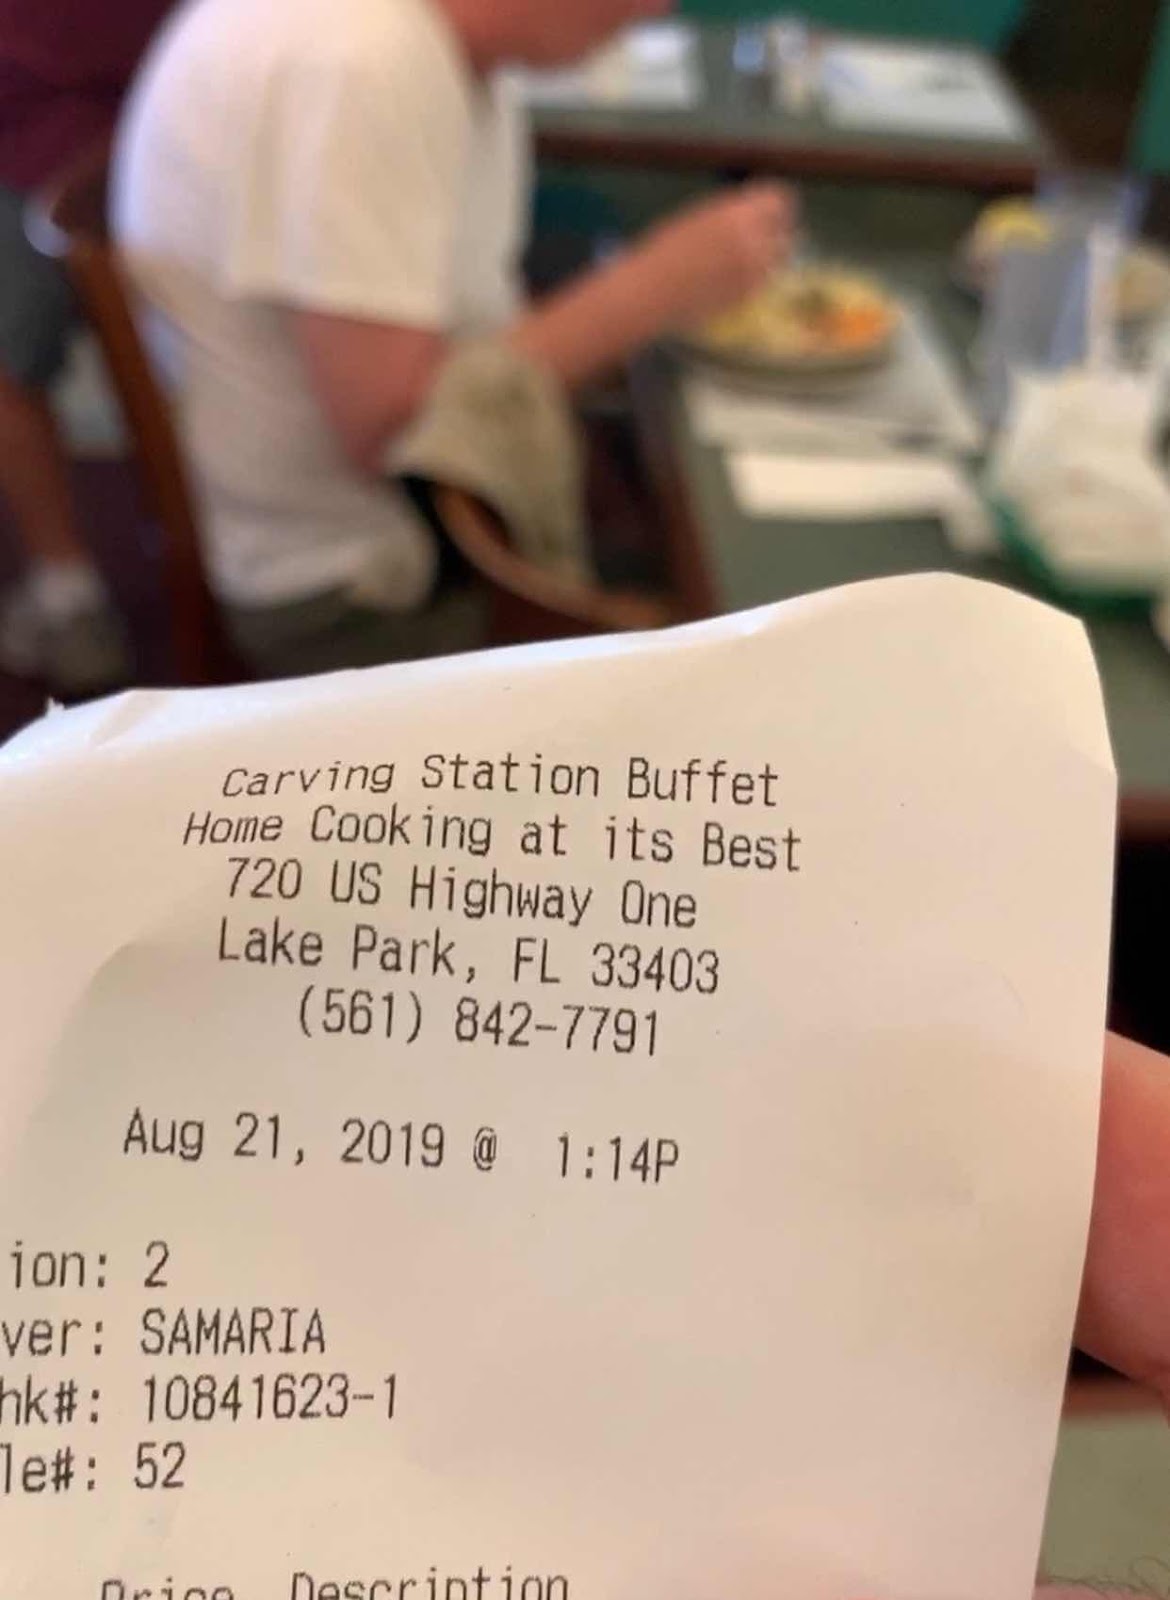 Carving Station Buffet
Home Cooking at its Best
720 US Highway One
Lake Park, FL 33403
(561) 842-7791
Aug 21, 2019 @ 1:14P
ion: 2
ver: SAMARIA
hk#: 10841623-1
le#: 52
Price Description